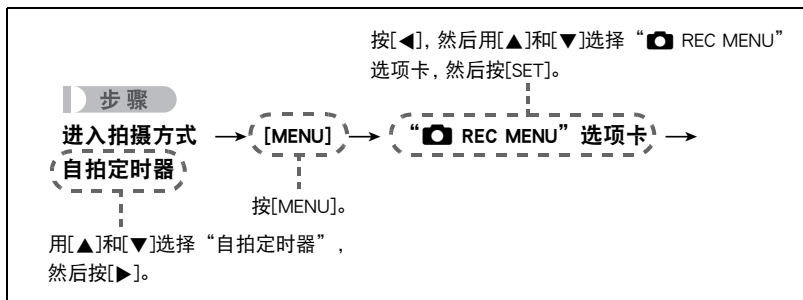 按[◀], 然后用[▲]和[▼]选择 “📷 REC MENU”
选项卡, 然后按[SET]。
步 骤
进入拍摄方式 → [MENU] → “📷 REC MENU” 选项卡 →
自拍定时器
按[MENU]。
用[▲]和[▼]选择 “自拍定时器” ,
然后按[▶]。